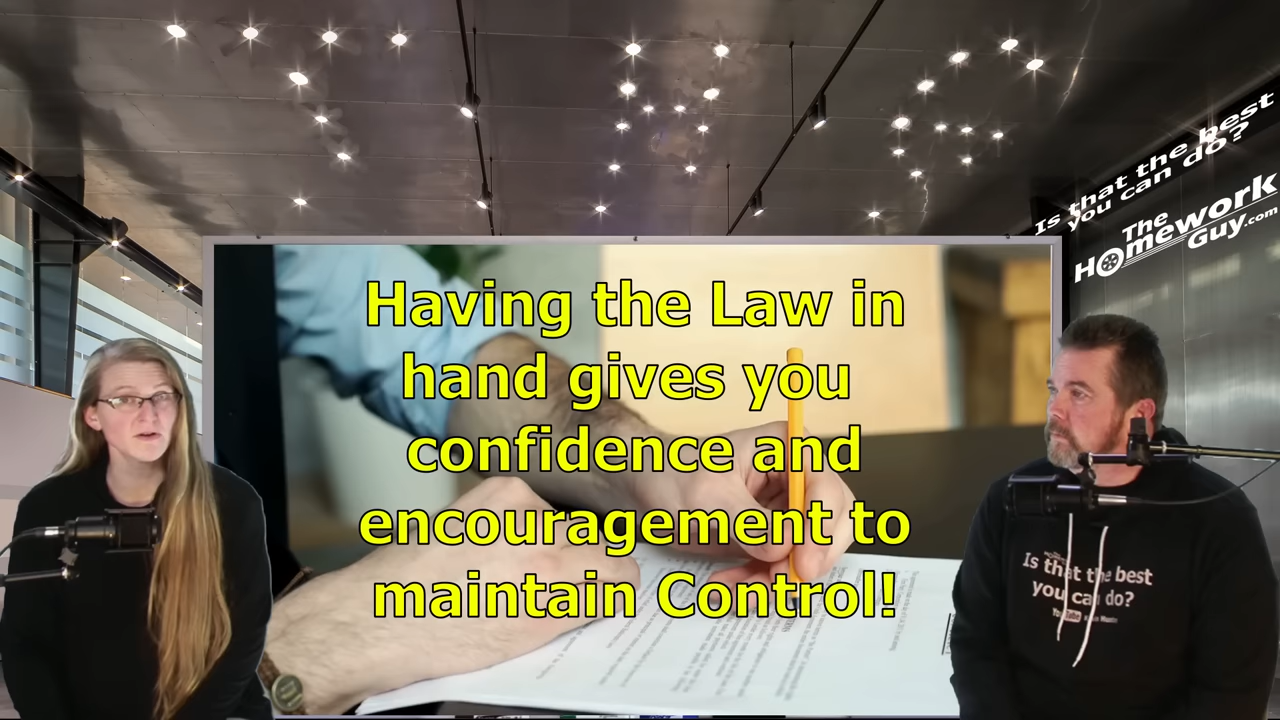 Is that the best
you can do?
The
Homework
Guy.com
Having the Law in
hand gives you
confidence and
encouragement to
maintain Control!
Is that the best
you can do?